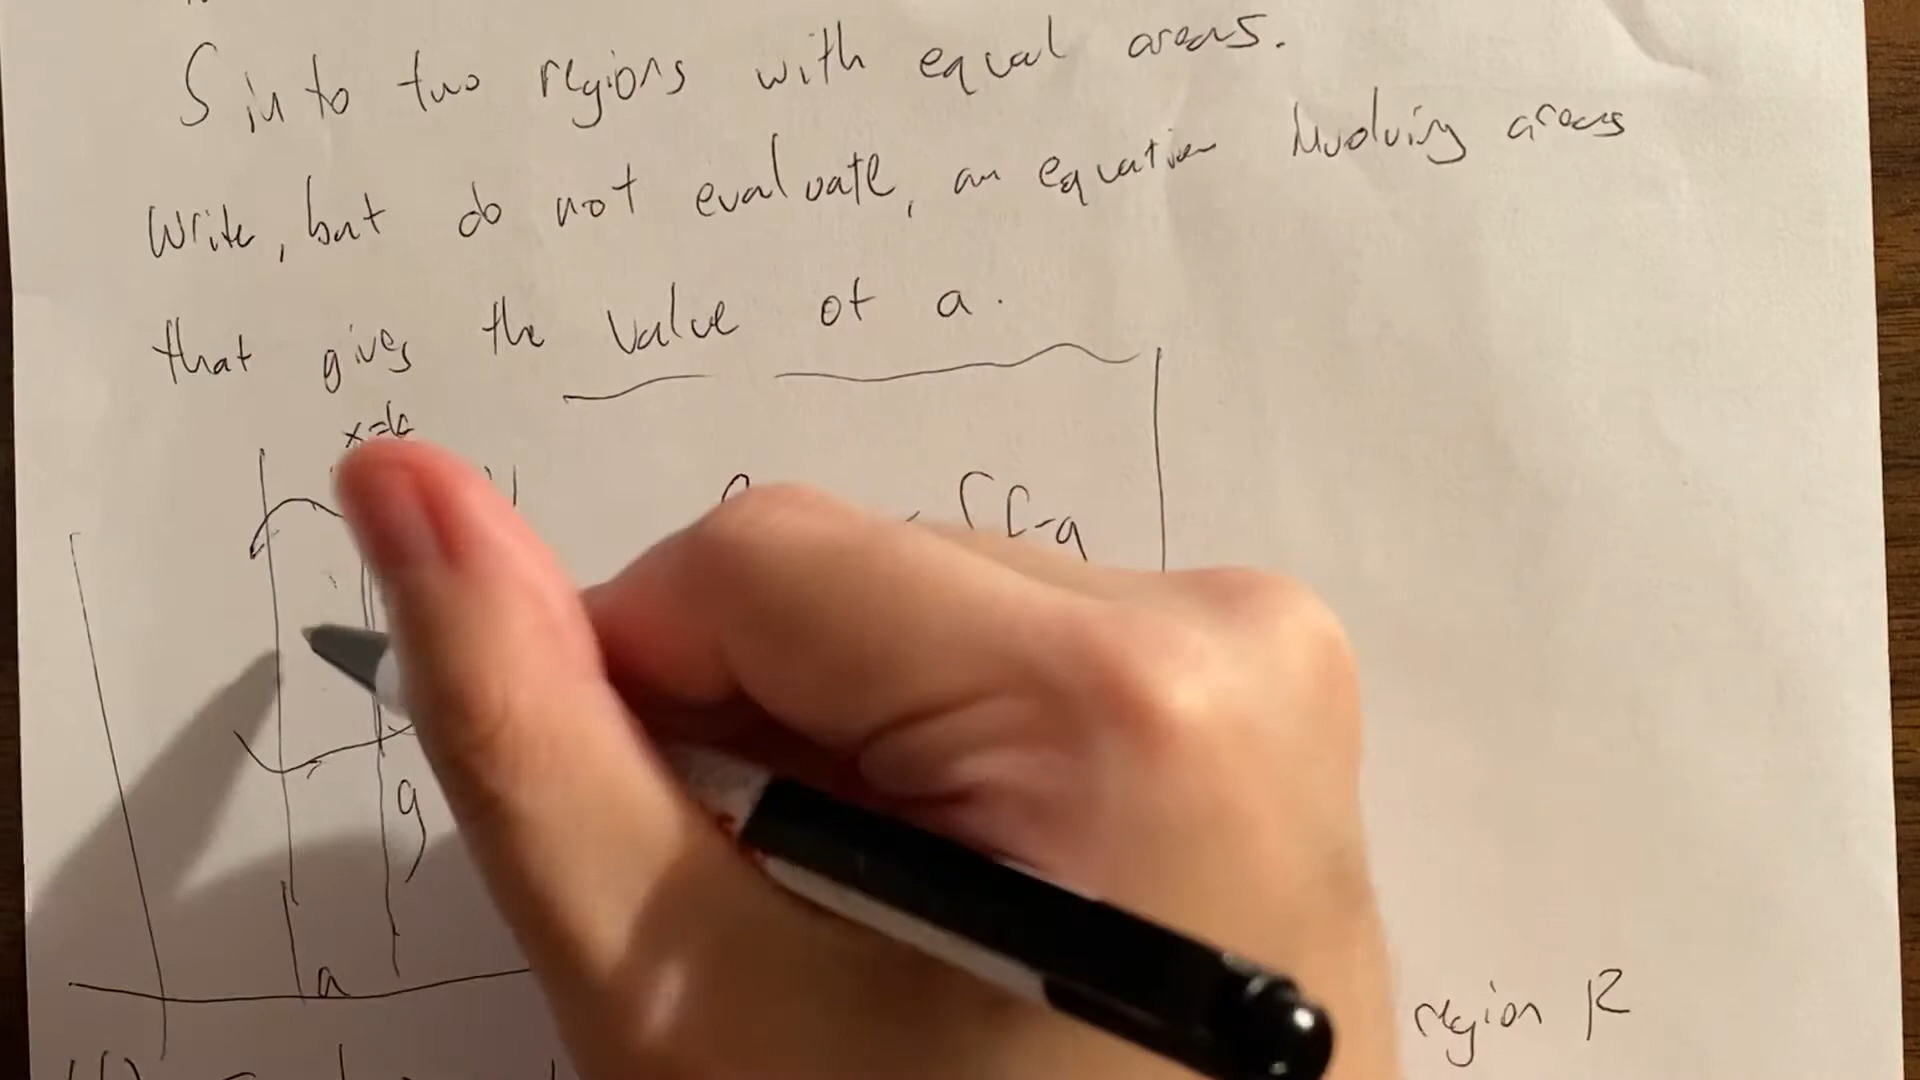 S into two regions with equal areas.
Write, but do not evaluate, an equation involving areas
that gives the value of a.
x=k
∫f-g
g
a
region R